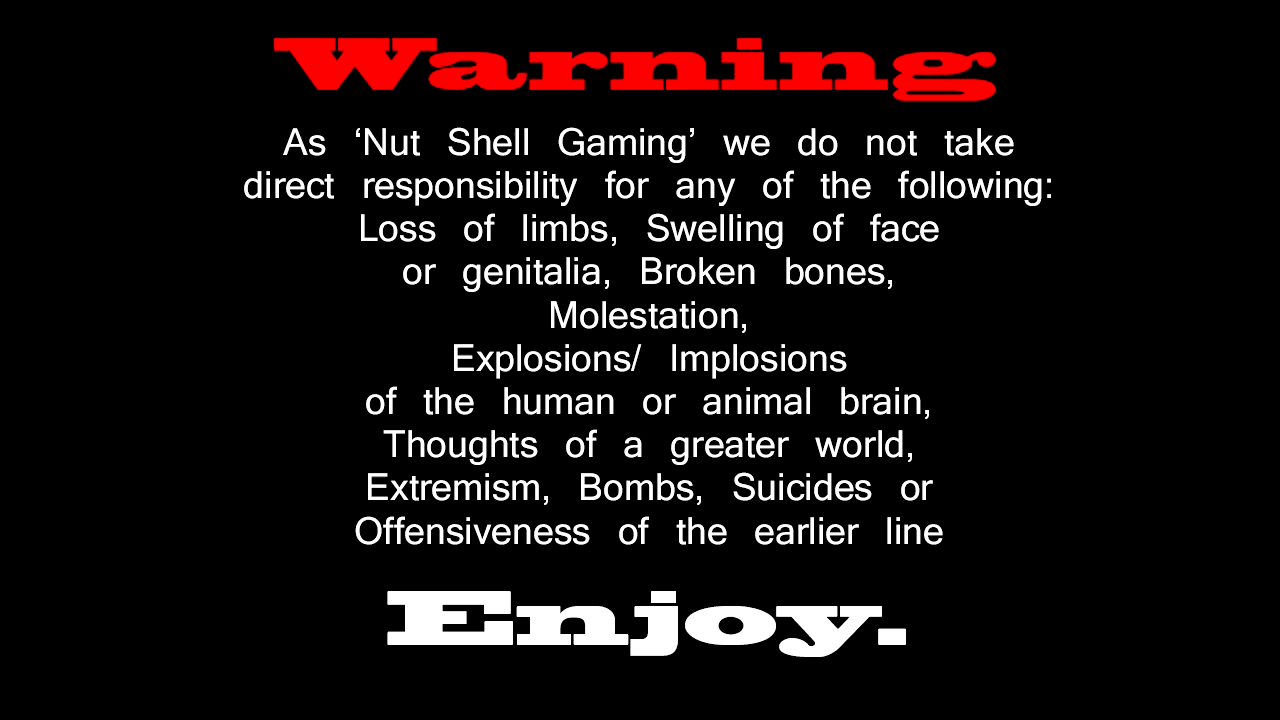 Warning
As ‘Nut Shell Gaming’ we do not take
direct responsibility for any of the following:
Loss of limbs, Swelling of face
or genitalia, Broken bones,
Molestation,
Explosions/ Implosions
of the human or animal brain,
Thoughts of a greater world,
Extremism, Bombs, Suicides or
Offensiveness of the earlier line
Enjoy.